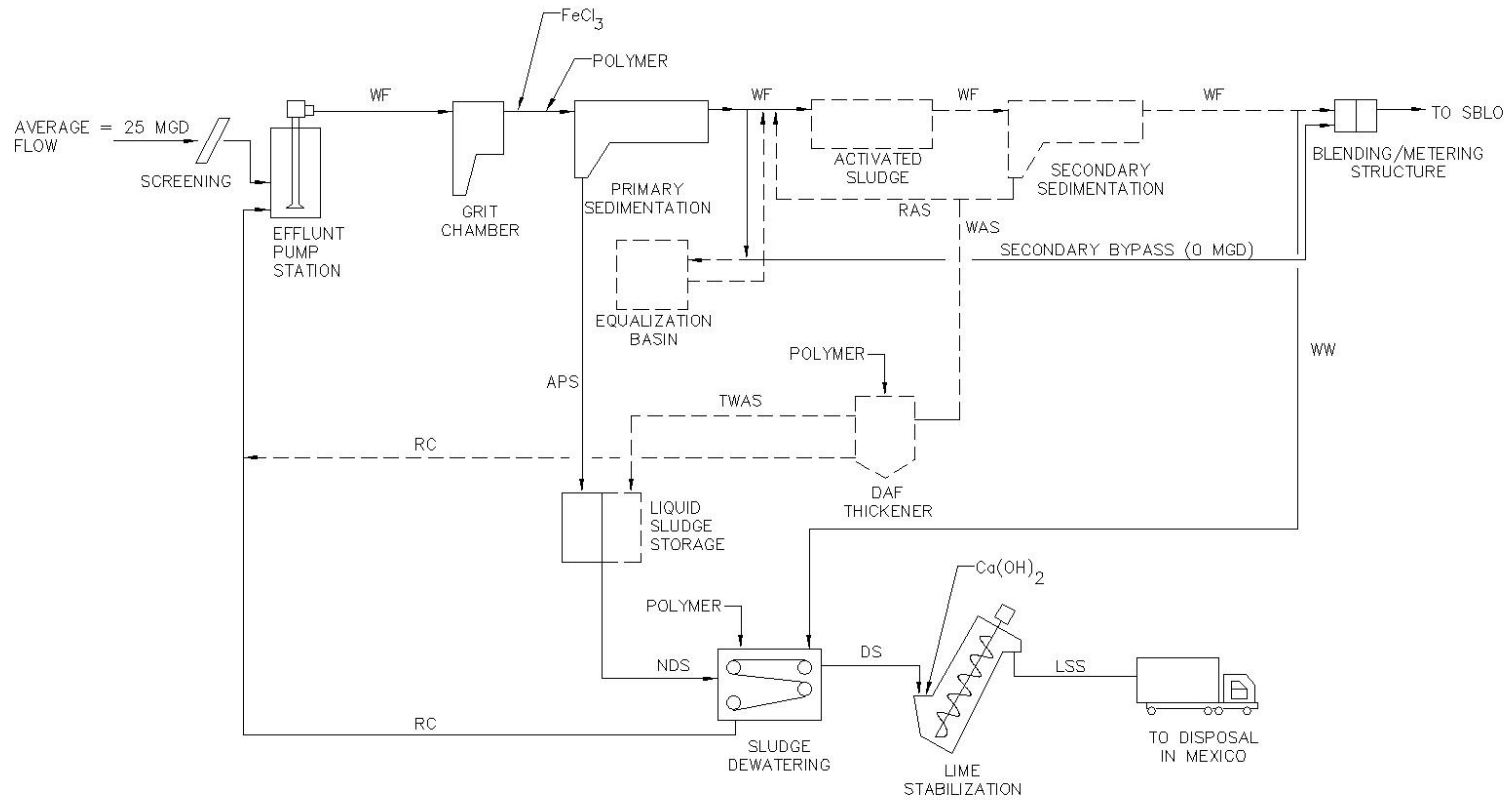 FeCl3
POLYMER
WF
WF
WF
WF
AVERAGE = 25 MGD
FLOW
TO SBLO
SCREENING
ACTIVATED
SLUDGE
BLENDING/METERING
STRUCTURE
PRIMARY
SEDIMENTATION
SECONDARY
SEDIMENTATION
GRIT
CHAMBER
RAS
WAS
EFFLUNT
PUMP
STATION
SECONDARY BYPASS (0 MGD)
EQUALIZATION
BASIN
POLYMER
WW
APS
TWAS
RC
DAF
THICKENER
LIQUID
SLUDGE
STORAGE
Ca(OH)2
POLYMER
NDS
DS
LSS
RC
SLUDGE
DEWATERING
TO DISPOSAL
IN MEXICO
LIME
STABILIZATION